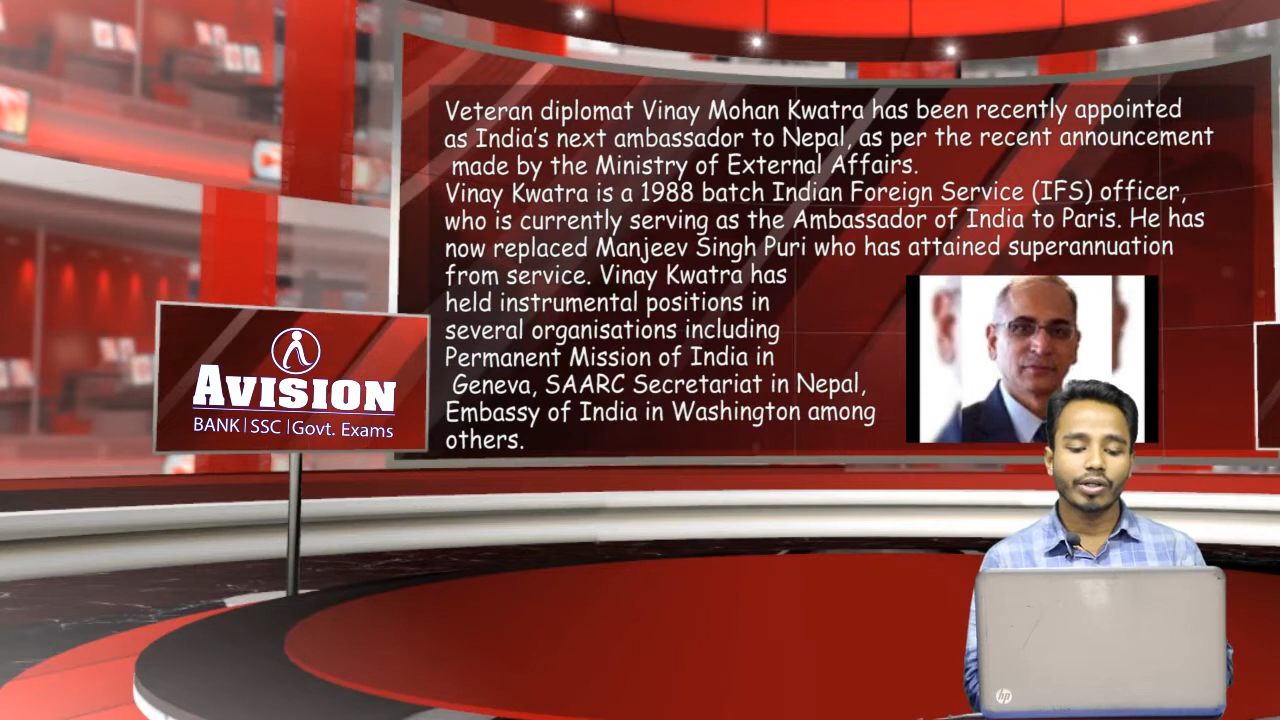 Veteran diplomat Vinay Mohan Kwatra has been recently appointed
as India's next ambassador to Nepal, as per the recent announcement
made by the Ministry of External Affairs.
Vinay Kwatra is a 1988 batch Indian Foreign Service (IFS) officer,
who is currently serving as the Ambassador of India to Paris. He has
now replaced Manjeev Singh Puri who has attained superannuation
from service. Vinay Kwatra has
held instrumental positions in
several organisations including
Permanent Mission of India in
Geneva, SAARC Secretariat in Nepal,
Embassy of India in Washington among
others.
AVISION
BANK | SSC | Govt. Exams
hp